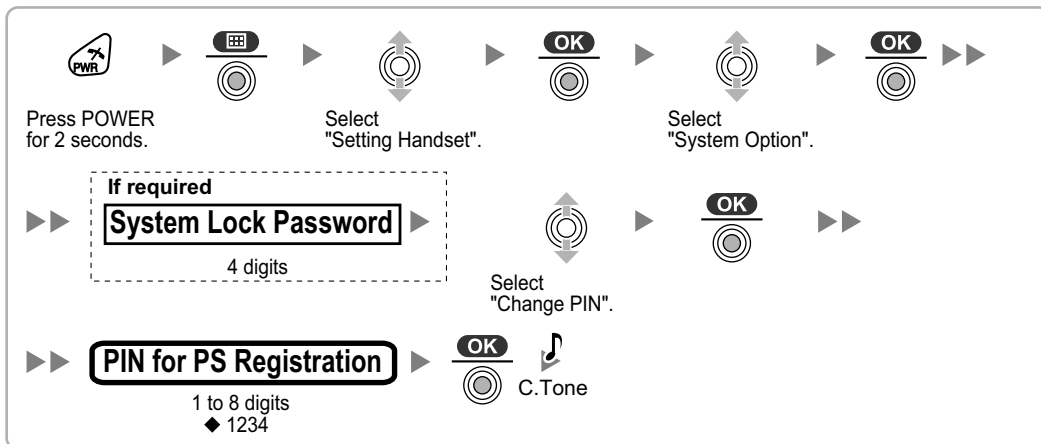 PWR
OK
OK
Press POWER
for 2 seconds.
Select
"Setting Handset".
Select
"System Option".
If required
System Lock Password
4 digits
OK
Select
"Change PIN".
PIN for PS Registration
1 to 8 digits
◆ 1234
OK
C.Tone